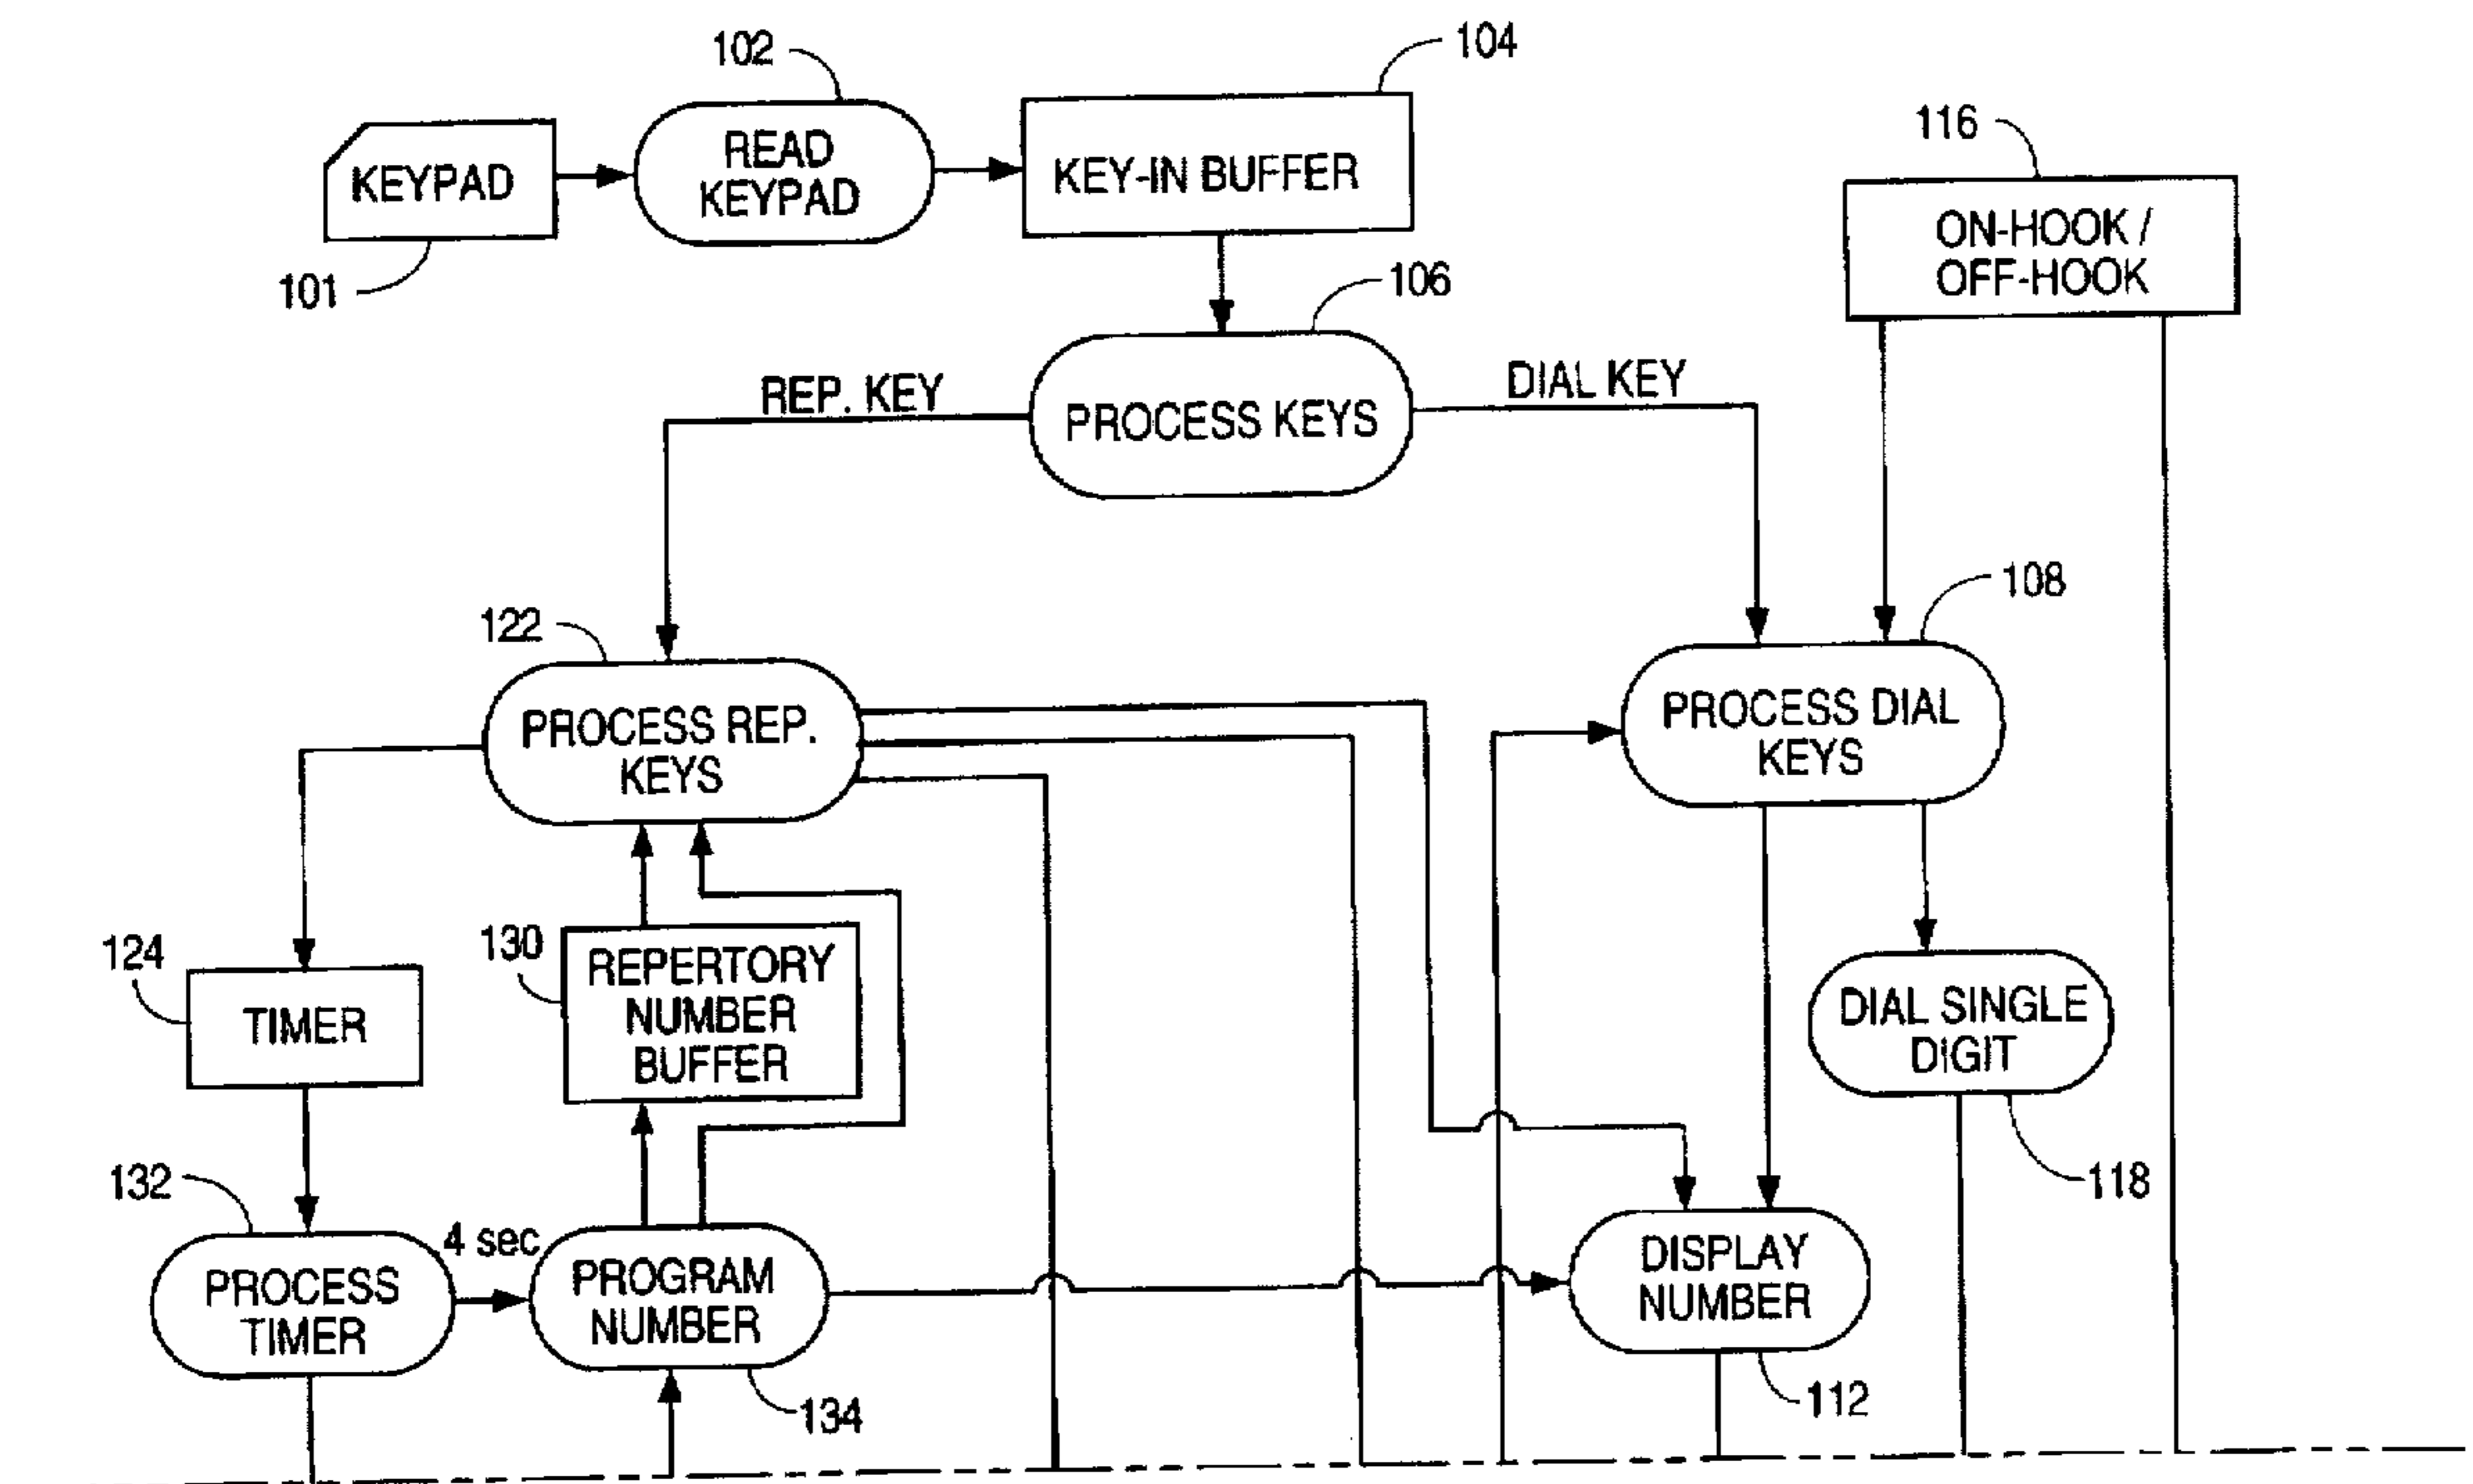 102
104
116
READ
KEYPAD
KEYPAD
KEY-IN BUFFER
ON-HOOK /
OFF-HOOK
101
106
REP. KEY
DIAL KEY
PROCESS KEYS
108
122
PROCESS REP.
KEYS
PROCESS DIAL
KEYS
124
130
REPERTORY
NUMBER
BUFFER
TIMER
DIAL SINGLE
DIGIT
132
118
4 sec
PROCESS
TIMER
PROGRAM
NUMBER
DISPLAY
NUMBER
134
112